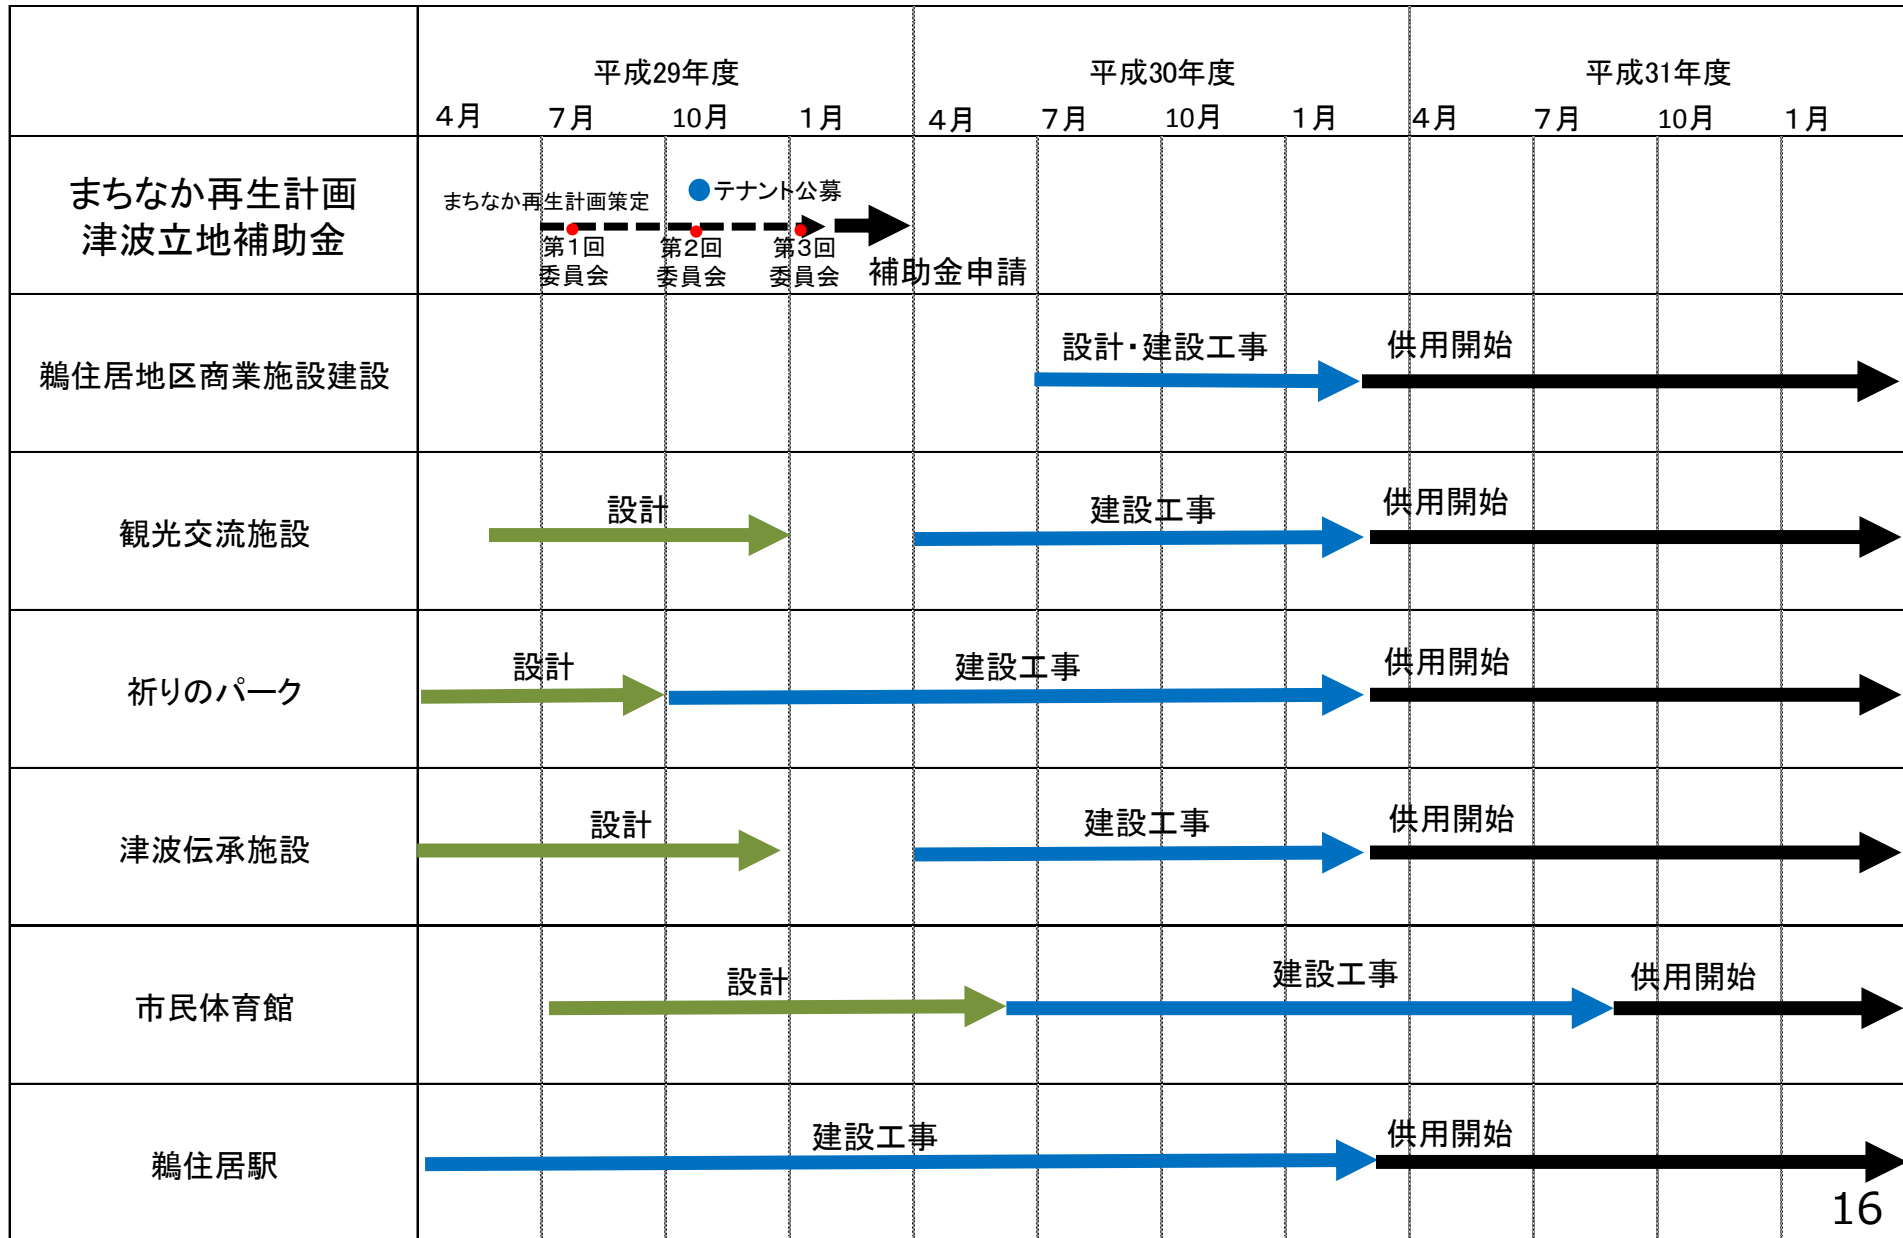 平成29年度
平成30年度
平成31年度
4月 7月 10月 1月 4月 7月 10月 1月 4月 7月 10月 1月
まちなか再生計画
津波立地補助金
まちなか再生計画策定
テナント公募
第1回
委員会
第2回
委員会
第3回
委員会
補助金申請
鵜住居地区商業施設建設
設計・建設工事
供用開始
観光交流施設
設計
建設工事
供用開始
祈りのパーク
設計
建設工事
供用開始
津波伝承施設
設計
建設工事
供用開始
市民体育館
設計
建設工事
供用開始
鵜住居駅
建設工事
供用開始
16